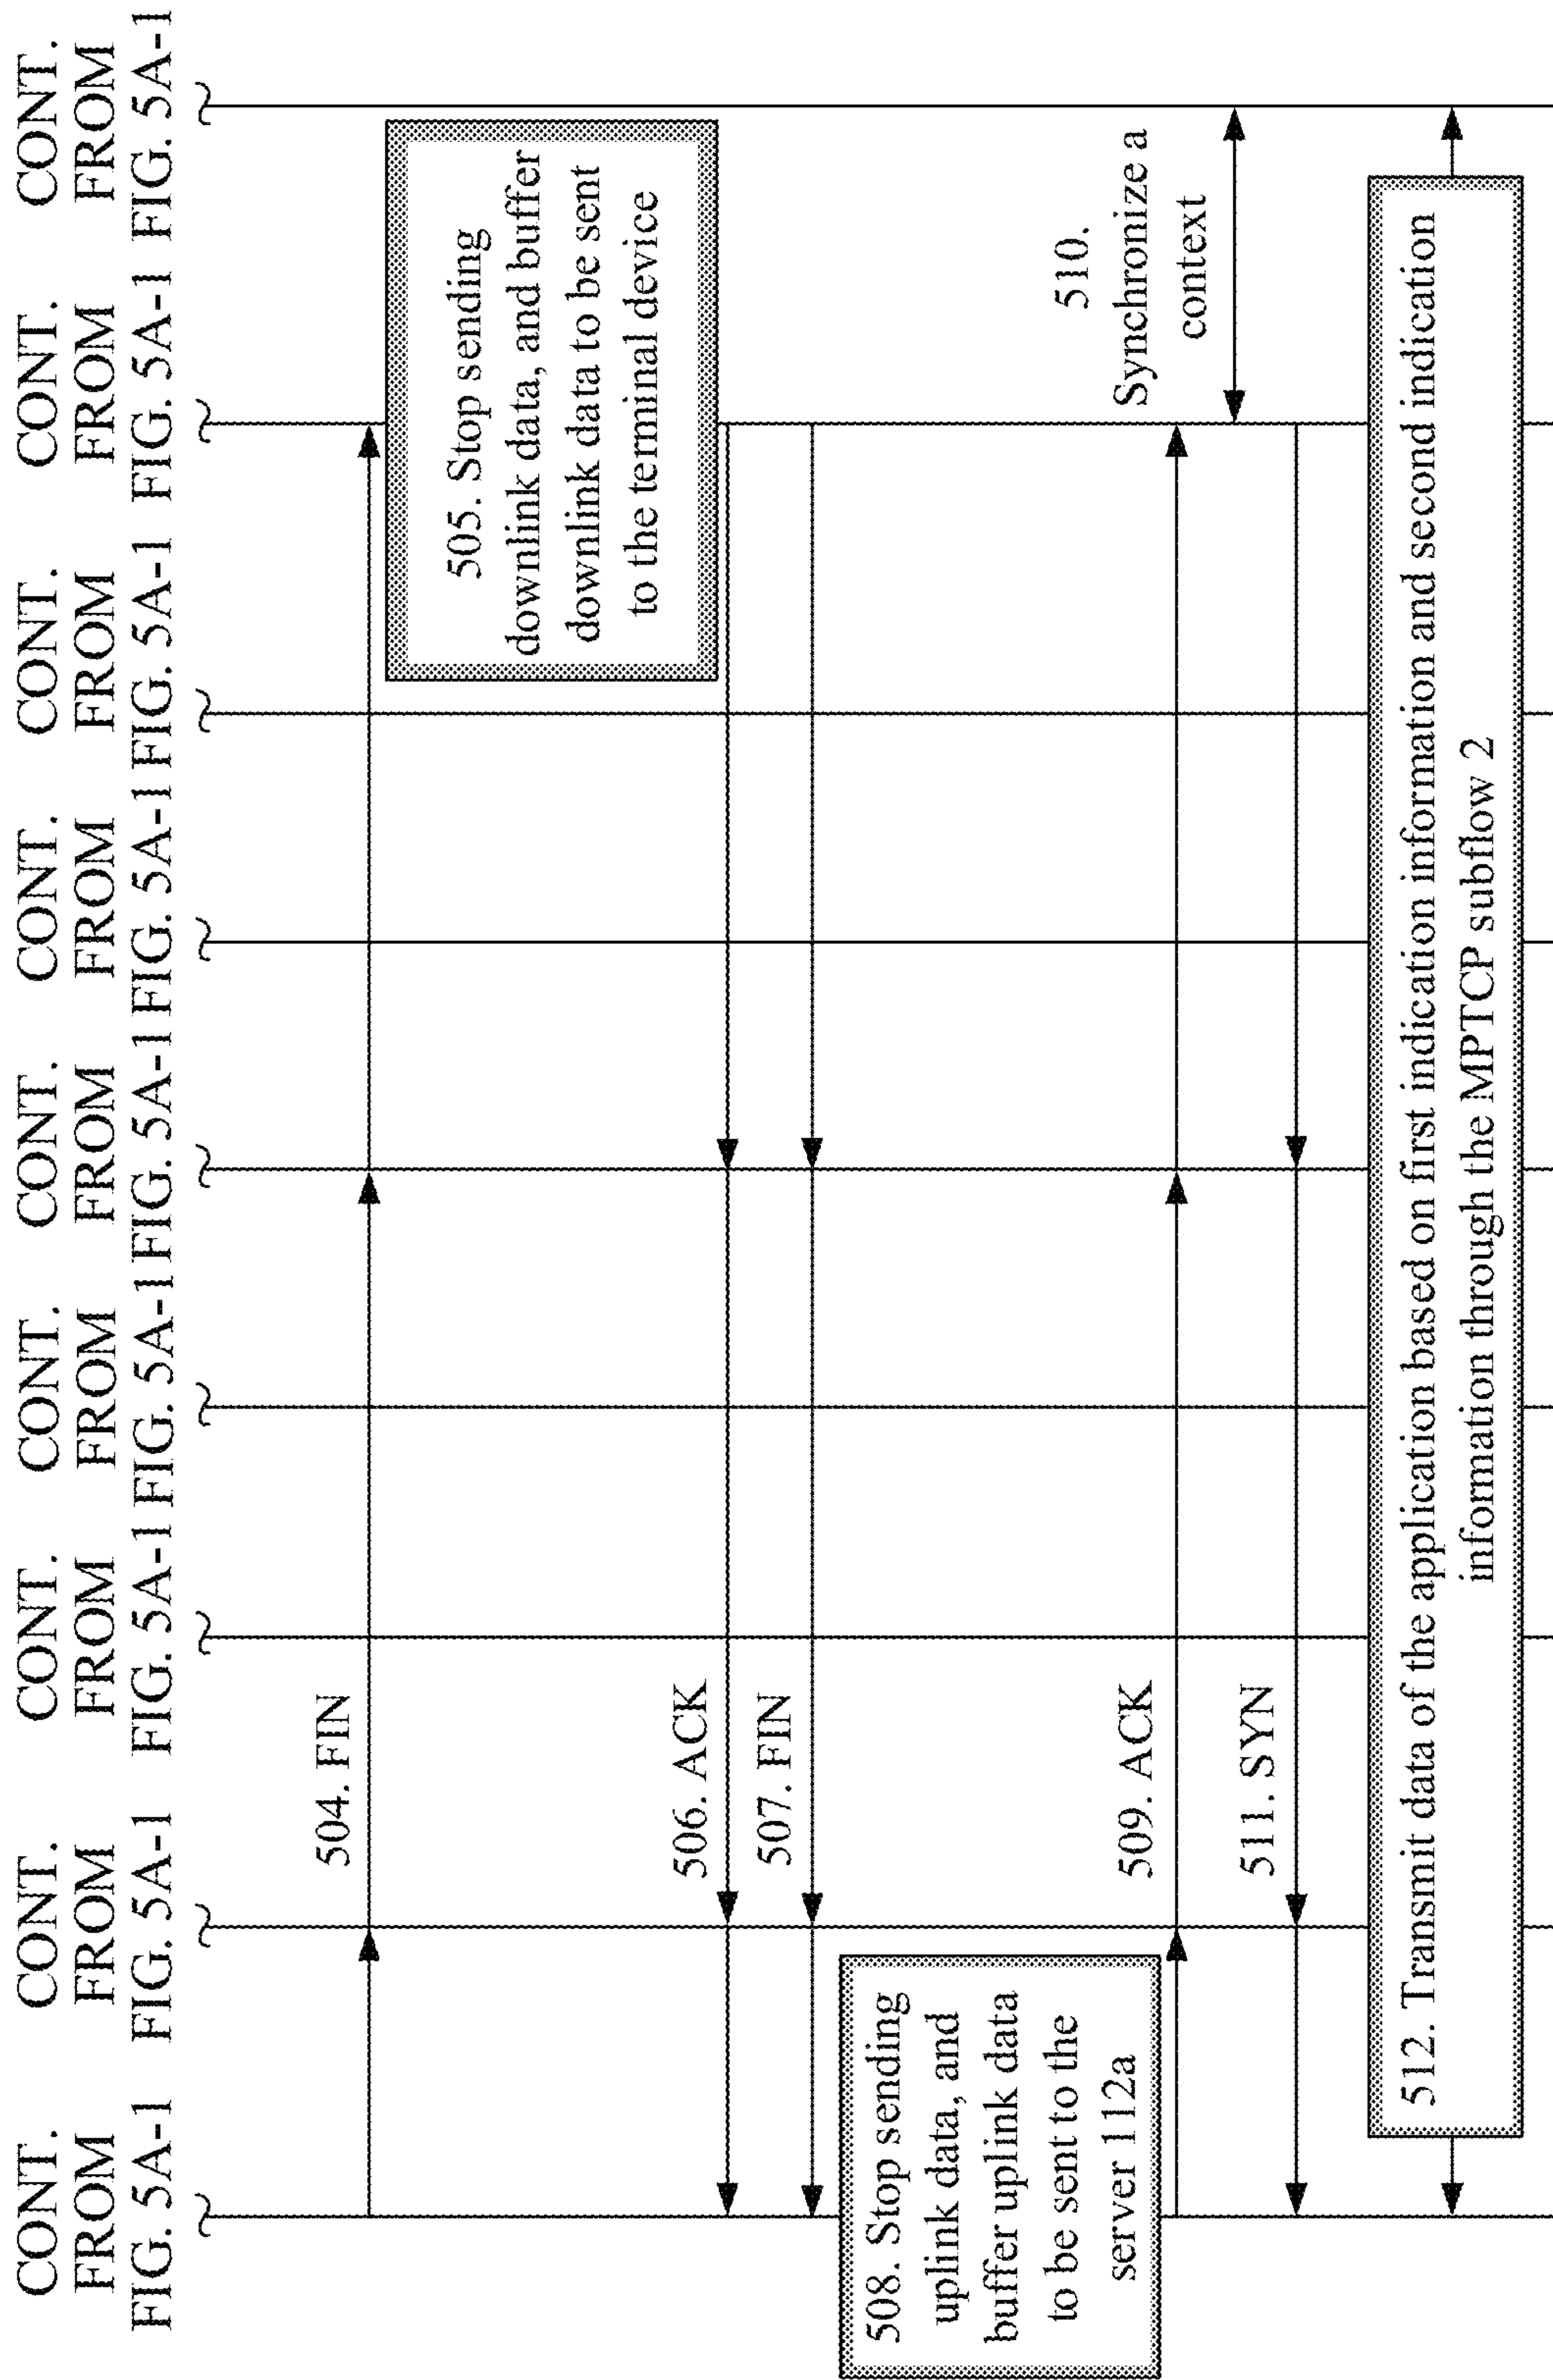 CONT. CONT. CONT. CONT. CONT. CONT. CONT. CONT. CONT.
FROM FROM FROM FROM FROM FROM FROM FROM FROM
FIG. 5A-1 FIG. 5A-1 FIG. 5A-1 FIG. 5A-1 FIG. 5A-1 FIG. 5A-1 FIG. 5A-1 FIG. 5A-1 FIG. 5A-1
504. FIN
505. Stop sending
downlink data, and buffer
downlink data to be sent
to the terminal device
506. ACK
507. FIN
508. Stop sending
uplink data, and
buffer uplink data
to be sent to the
server 112a
509. ACK
510.
Synchronize a
context
511. SYN
512. Transmit data of the application based on first indication information and second indication
information through the MPTCP subflow 2